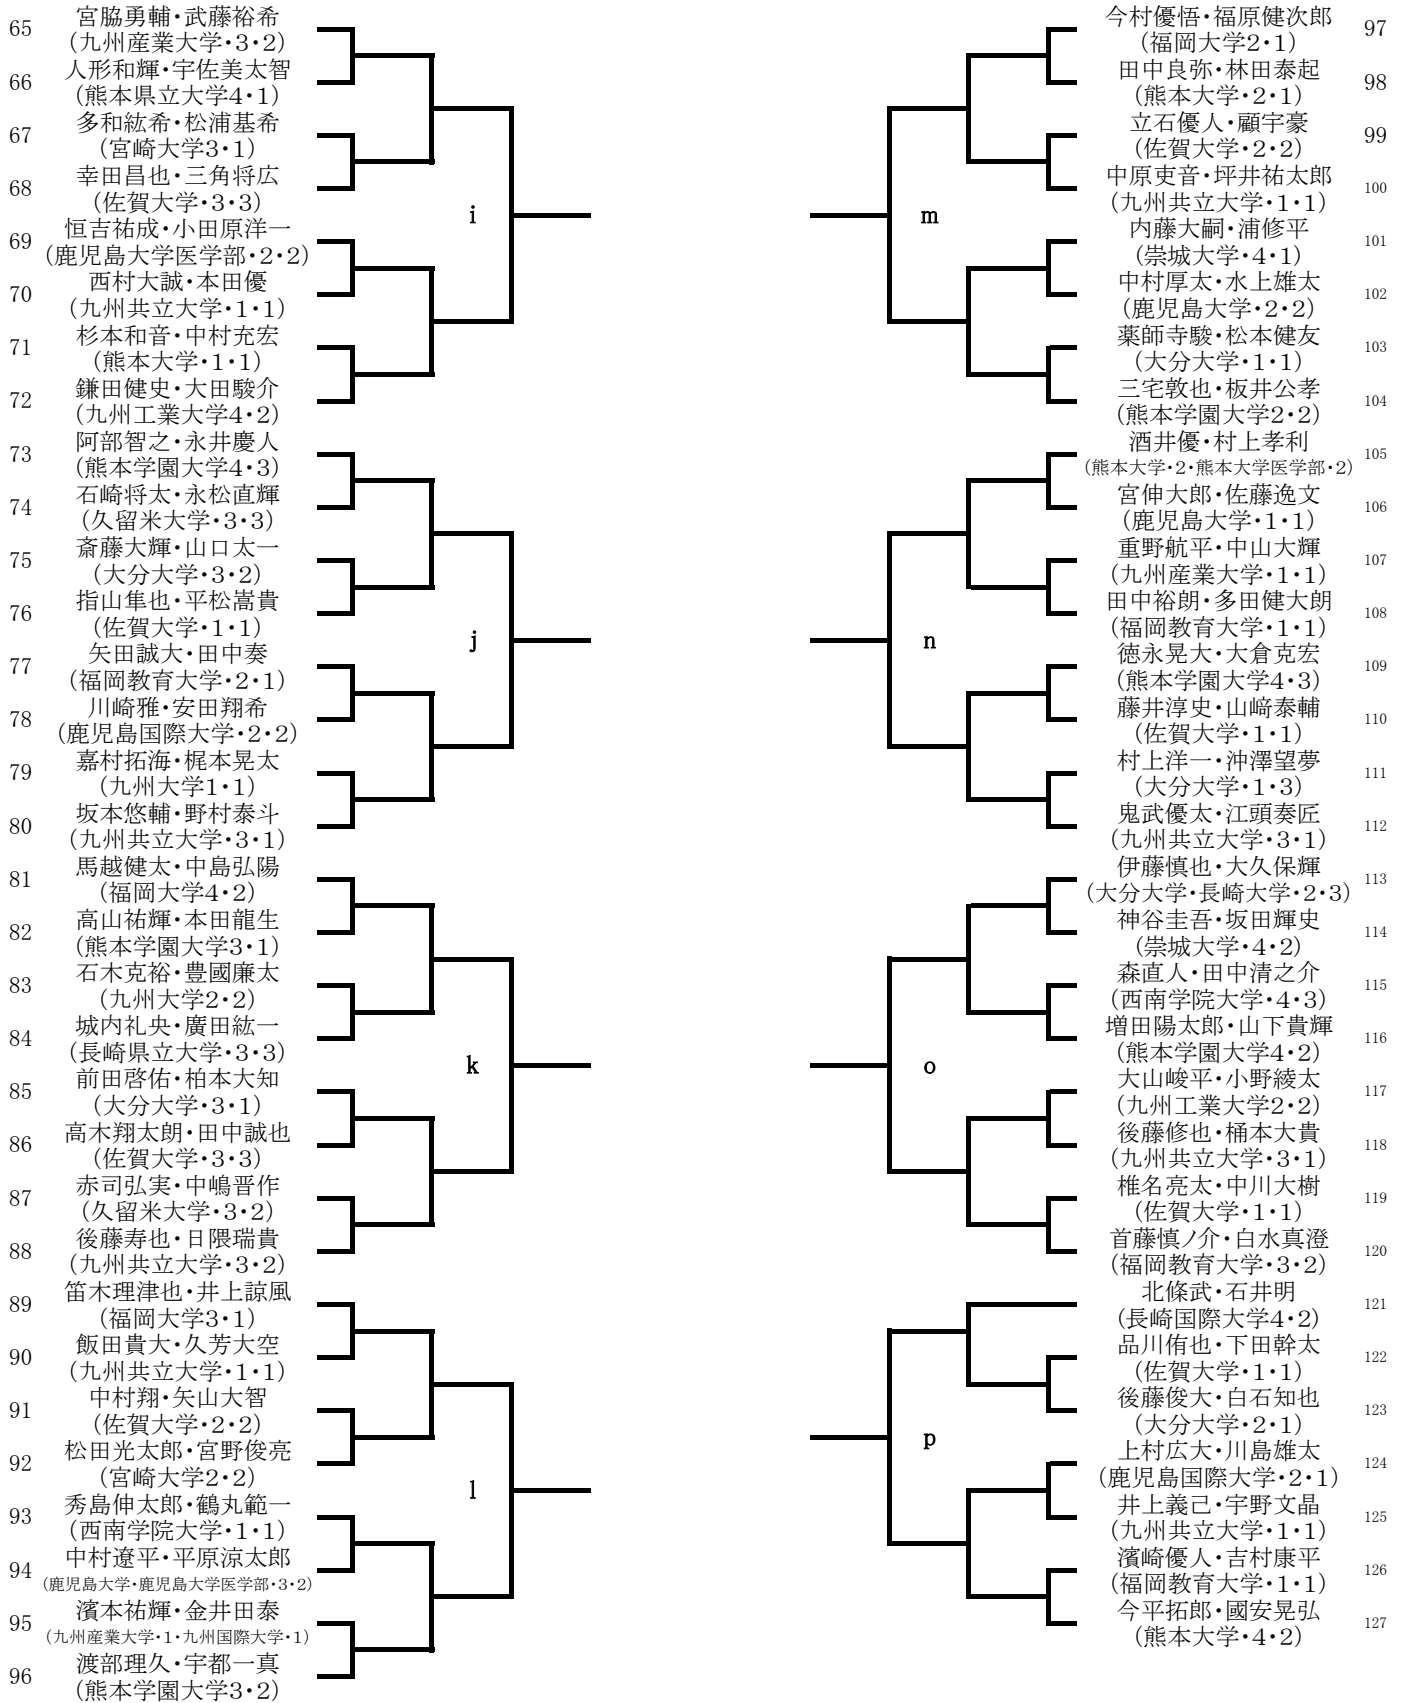 65
宮脇勇輔・武藤裕希
(九州産業大学・3・2)
66
人形和輝・宇佐美太智
(熊本県立大学4・1)
67
多和紘希・松浦基希
(宮崎大学3・1)
68
幸田昌也・三角将広
(佐賀大学・3・3)
69
恒吉祐成・小田原洋一
(鹿児島大学医学部・2・2)
70
西村大誠・本田優
(九州共立大学・1・1)
71
杉本和音・中村充宏
(熊本大学・1・1)
72
鎌田健史・大田駿介
(九州工業大学4・2)
i
73
阿部智之・永井慶人
(熊本学園大学4・3)
74
石崎将太・永松直輝
(久留米大学・3・3)
75
斎藤大輝・山口太一
(大分大学・3・2)
76
指山隼也・平松嵩貴
(佐賀大学・1・1)
77
矢田誠大・田中奏
(福岡教育大学・2・1)
78
川崎雅・安田翔希
(鹿児島国際大学・2・2)
79
嘉村拓海・梶本晃太
(九州大学1・1)
80
坂本悠輔・野村泰斗
(九州共立大学・3・1)
j
81
馬越健太・中島弘陽
(福岡大学4・2)
82
高山祐輝・本田龍生
(熊本学園大学3・1)
83
石木克裕・豊國廉太
(九州大学2・2)
84
城内礼央・廣田紘一
(長崎県立大学・3・3)
85
前田啓佑・柏本大知
(大分大学・3・1)
86
高木翔太朗・田中誠也
(佐賀大学・3・3)
87
赤司弘実・中嶋晋作
(久留米大学・3・2)
88
後藤寿也・日隈瑞貴
(九州共立大学・3・2)
k
89
笛木理津也・井上諒風
(福岡大学3・1)
90
飯田貴大・久芳大空
(九州共立大学・1・1)
91
中村翔・矢山大智
(佐賀大学・2・2)
92
松田光太郎・宮野俊亮
(宮崎大学2・2)
93
秀島伸太郎・鶴丸範一
(西南学院大学・1・1)
94
中村遼平・平原涼太郎
(鹿児島大学・鹿児島大学医学部・3・2)
95
濱本祐輝・金井田泰
(九州産業大学・1・九州国際大学・1)
96
渡部理久・宇都一真
(熊本学園大学3・2)
l
今村優悟・福原健次郎
97
(福岡大学2・1)
田中良弥・林田泰起
98
(熊本大学・2・1)
立石優人・顧宇豪
99
(佐賀大学・2・2)
中原吏音・坪井祐太郎
100
(九州共立大学・1・1)
内藤大嗣・浦修平
101
(崇城大学・4・1)
中村厚太・水上雄太
102
(鹿児島大学・2・2)
薬師寺駿・松本健友
103
(大分大学・1・1)
三宅敦也・板井公孝
104
(熊本学園大学2・2)
m
酒井優・村上孝利
105
(熊本大学・2・熊本大学医学部・2)
宮伸大郎・佐藤逸文
106
(鹿児島大学・1・1)
重野航平・中山大輝
107
(九州産業大学・1・1)
田中裕朗・多田健大朗
108
(福岡教育大学・1・1)
徳永晃大・大倉克宏
109
(熊本学園大学4・3)
藤井淳史・山﨑泰輔
110
(佐賀大学・1・1)
村上洋一・沖澤望夢
111
(大分大学・1・3)
鬼武優太・江頭奏匠
112
(九州共立大学・3・1)
n
伊藤慎也・大久保輝
113
(大分大学・長崎大学・2・3)
神谷圭吾・坂田輝史
114
(崇城大学・4・2)
森直人・田中清之介
115
(西南学院大学・4・3)
増田陽太郎・山下貴輝
116
(熊本学園大学4・2)
大山峻平・小野綾太
117
(九州工業大学2・2)
後藤修也・桶本大貴
118
(九州共立大学・3・1)
椎名亮太・中川大樹
119
(佐賀大学・1・1)
首藤慎ノ介・白水真澄
120
(福岡教育大学・3・2)
o
北條武・石井明
121
(長崎国際大学4・2)
品川侑也・下田幹太
122
(佐賀大学・1・1)
後藤俊大・白石知也
123
(大分大学・2・1)
上村広大・川島雄太
124
(鹿児島国際大学・2・1)
井上義己・宇野文晶
125
(九州共立大学・1・1)
濱崎優人・吉村康平
126
(福岡教育大学・1・1)
今平拓郎・國安晃弘
127
(熊本大学・4・2)
p